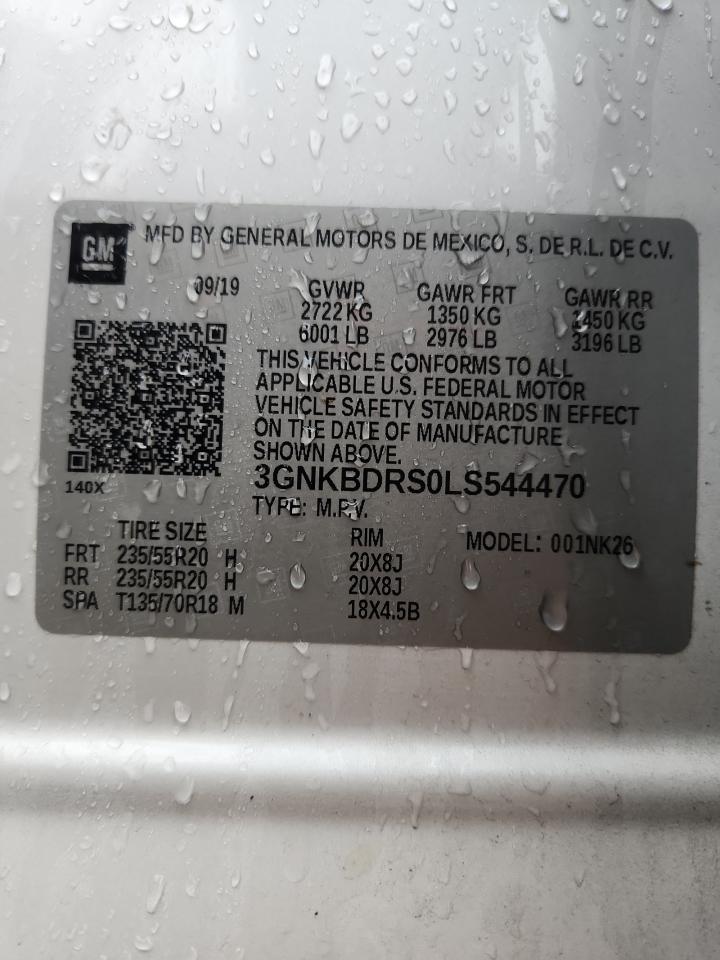 GM
MFD BY GENERAL MOTORS DE MEXICO, S. DE R.L. DE C.V.
09/19 GVWR GAWR FRT GAWR RR
2722 KG 1350 KG 1450 KG
6001 LB 2976 LB 3196 LB
THIS VEHICLE CONFORMS TO ALL
APPLICABLE U.S. FEDERAL MOTOR
VEHICLE SAFETY STANDARDS IN EFFECT
ON THE DATE OF MANUFACTURE
SHOWN ABOVE.
3GNKBDRS0LS544470
140X
TYPE: M.P.V.
TIRE SIZE RIM MODEL: 001NK26
FRT 235/55R20 H 20X8J
RR 235/55R20 H 20X8J
SPA T135/70R18 M 18X4.5B